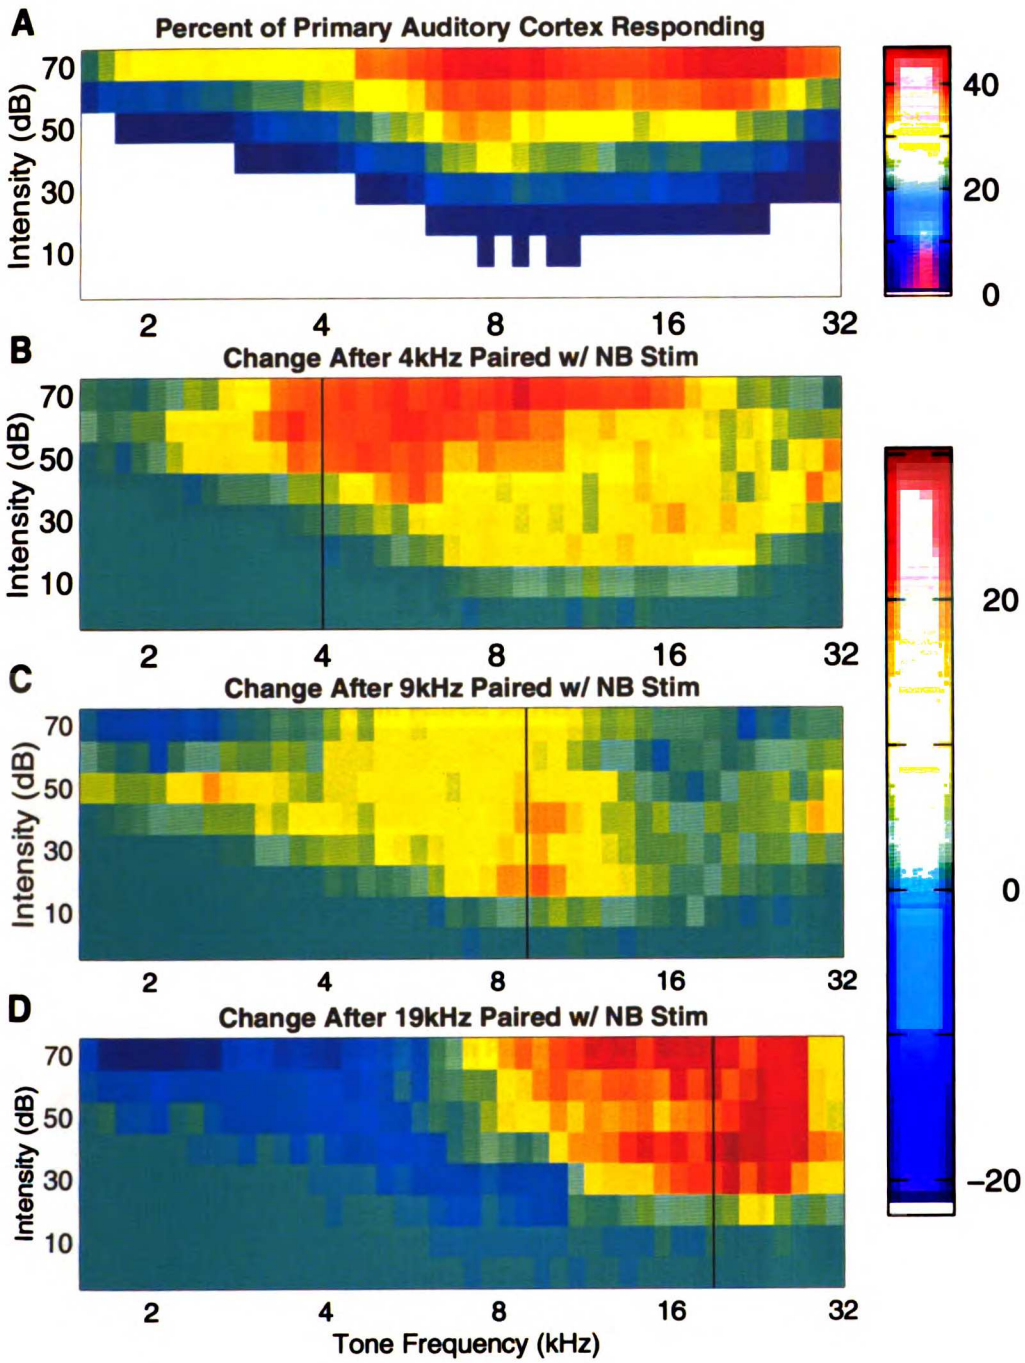 A
Percent of Primary Auditory Cortex Responding
Intensity (dB)
70
50
30
10
2 4 8 16 32
40
20
0
B
Change After 4kHz Paired w/ NB Stim
Intensity (dB)
70
50
30
10
2 4 8 16 32
C
Change After 9kHz Paired w/ NB Stim
Intensity (dB)
70
50
30
10
2 4 8 16 32
20
0
−20
D
Change After 19kHz Paired w/ NB Stim
Intensity (dB)
70
50
30
10
2 4 8 16 32
Tone Frequency (kHz)